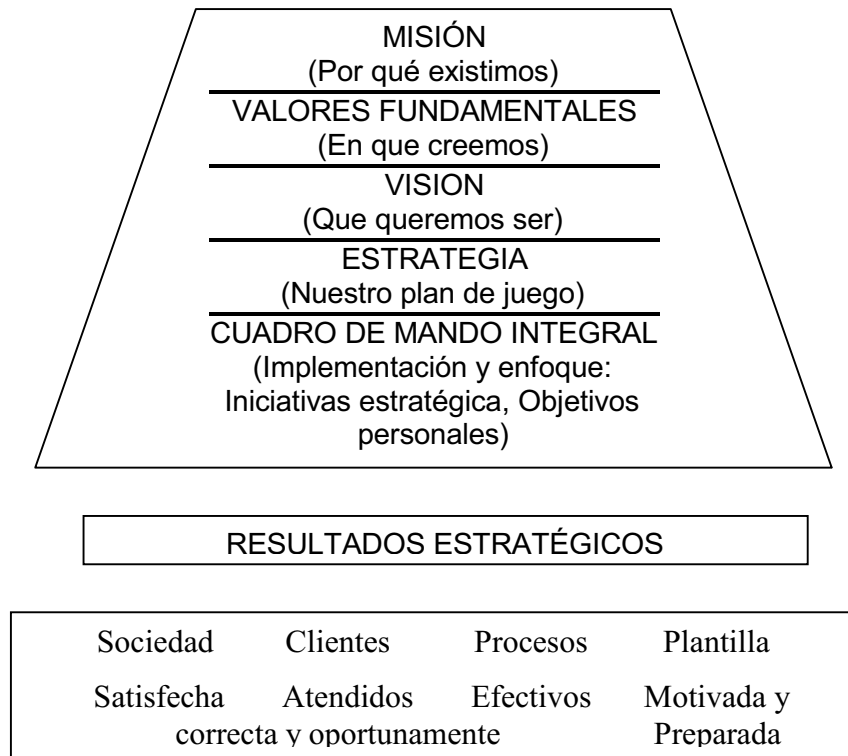 MISIÓN
(Por qué existimos)
VALORES FUNDAMENTALES
(En que creemos)
VISION
(Que queremos ser)
ESTRATEGIA
(Nuestro plan de juego)
CUADRO DE MANDO INTEGRAL
(Implementación y enfoque:
Iniciativas estratégica, Objetivos
personales)
RESULTADOS ESTRATÉGICOS
Sociedad Clientes Procesos Plantilla
Satisfecha Atendidos Efectivos Motivada y
correcta y oportunamente Preparada